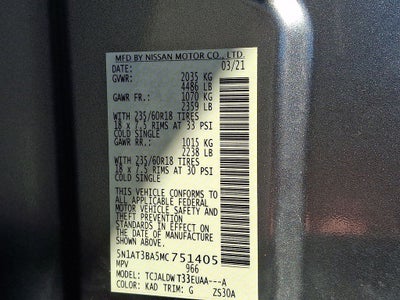 MFD BY NISSAN MOTOR CO., LTD.
DATE: 03/21
GVWR: 2035 KG
4486 LB
GAWR FR.: 1070 KG
2359 LB
WITH 235/60R18 TIRES
18 x 7.5 RIMS AT 33 PSI
COLD SINGLE
GAWR RR.: 1015 KG
2238 LB
WITH 235/60R18 TIRES
18 x 7.5 RIMS AT 30 PSI
COLD SINGLE
THIS VEHICLE CONFORMS TO
ALL APPLICABLE FEDERAL
MOTOR VEHICLE SAFETY AND
THEFT PREVENTION
STANDARDS IN EFFECT ON
THE DATE OF MANUFACTURE
SHOWN ABOVE.
5N1AT3BA5MC751405
MPV 966
MODEL: TCJALDWT33EUAA---A
COLOR: KAD TRIM: G ZS30A